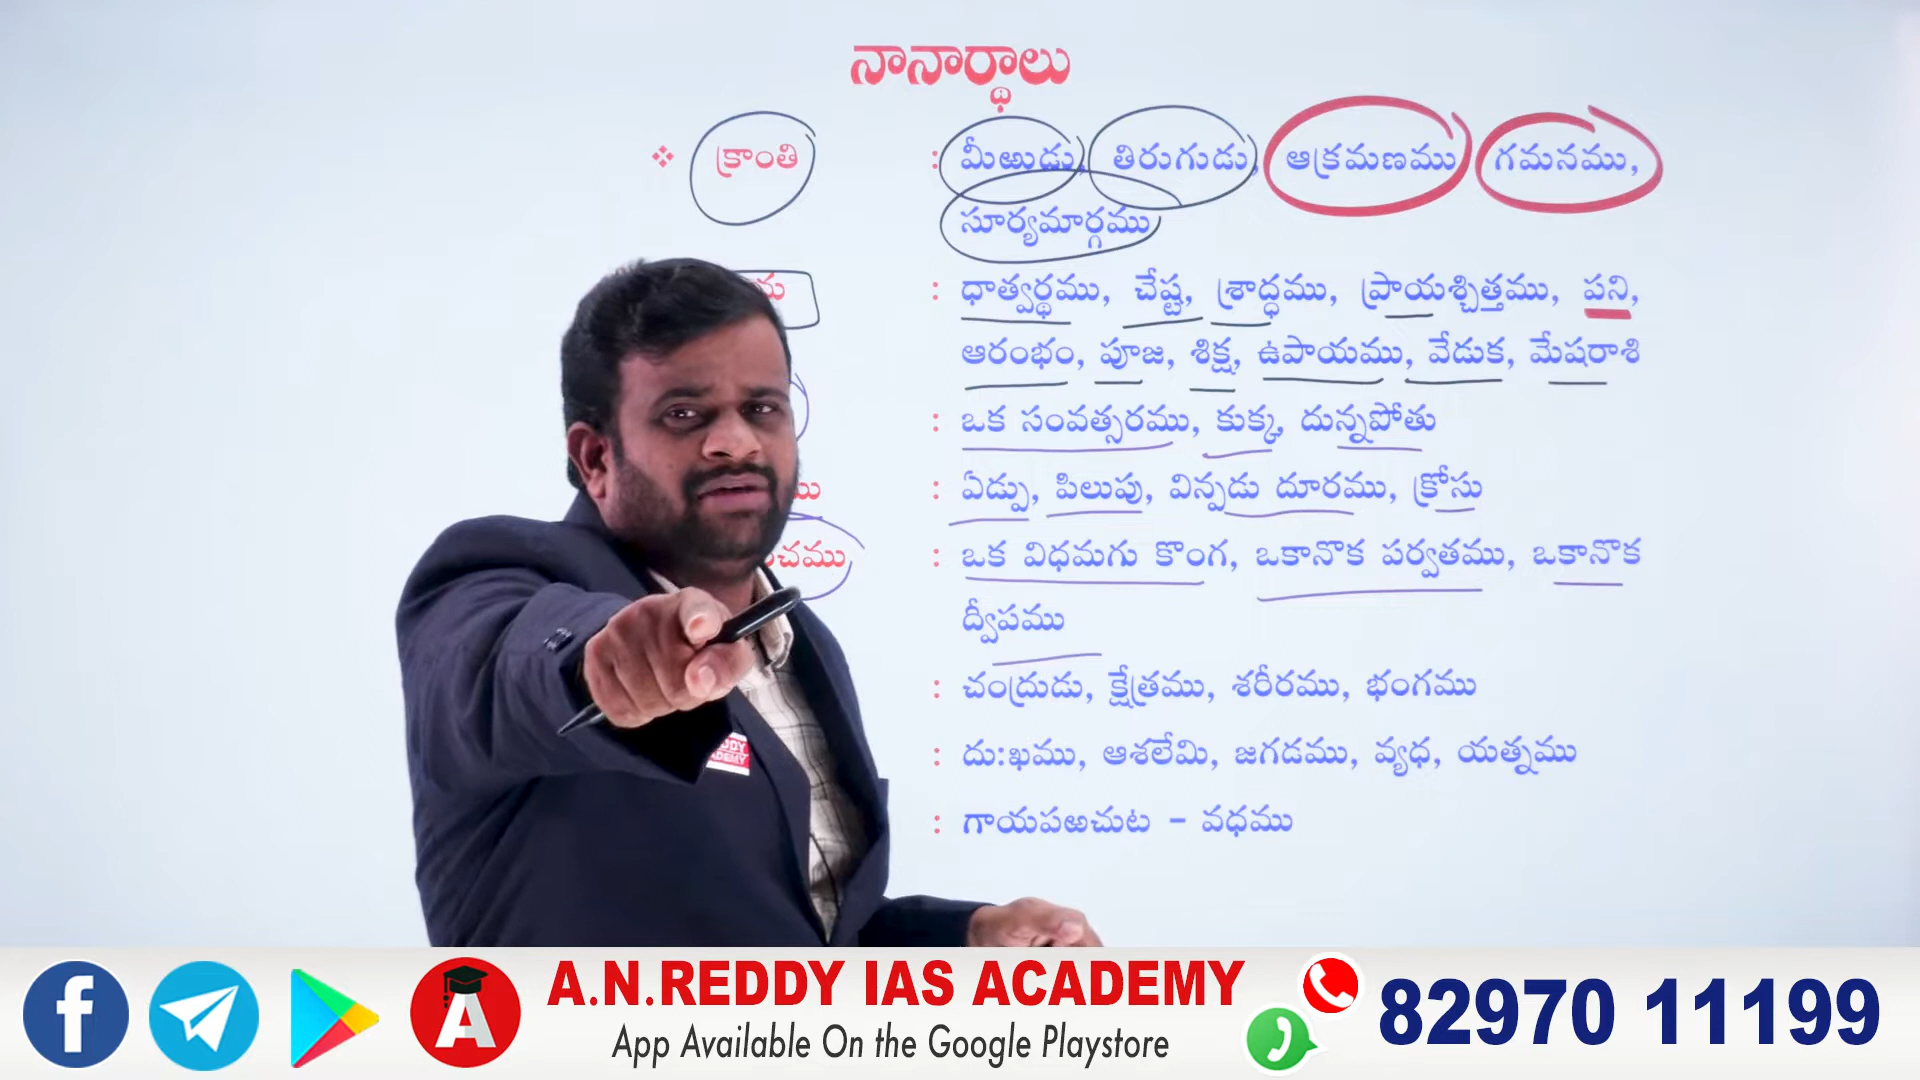 నానార్థాలు
❖ క్రాంతి : మీఱుడు, తిరుగుడు, ఆక్రమణము గమనము,
సూర్యమార్గము
: ధాత్వర్థము, చేష్ట, శ్రాద్ధము, ప్రాయశ్చిత్తము, పని,
ఆరంభం, పూజ, శిక్ష, ఉపాయము, వేడుక, మేషరాశి
: ఒక సంవత్సరము, కుక్క, దున్నపోతు
: ఏడ్పు, పిలుపు, విన్పడు దూరము, క్రోసు
: ఒక విధమగు కొంగ, ఒకానొక పర్వతము, ఒకానొక
ద్వీపము
: చంద్రుడు, క్షేత్రము, శరీరము, భంగము
: దు:ఖము, ఆశలేమి, జగడము, వ్యధ, యత్నము
: గాయపఱచుట - వధము
A.N.REDDY IAS ACADEMY
App Available On the Google Playstore
82970 11199